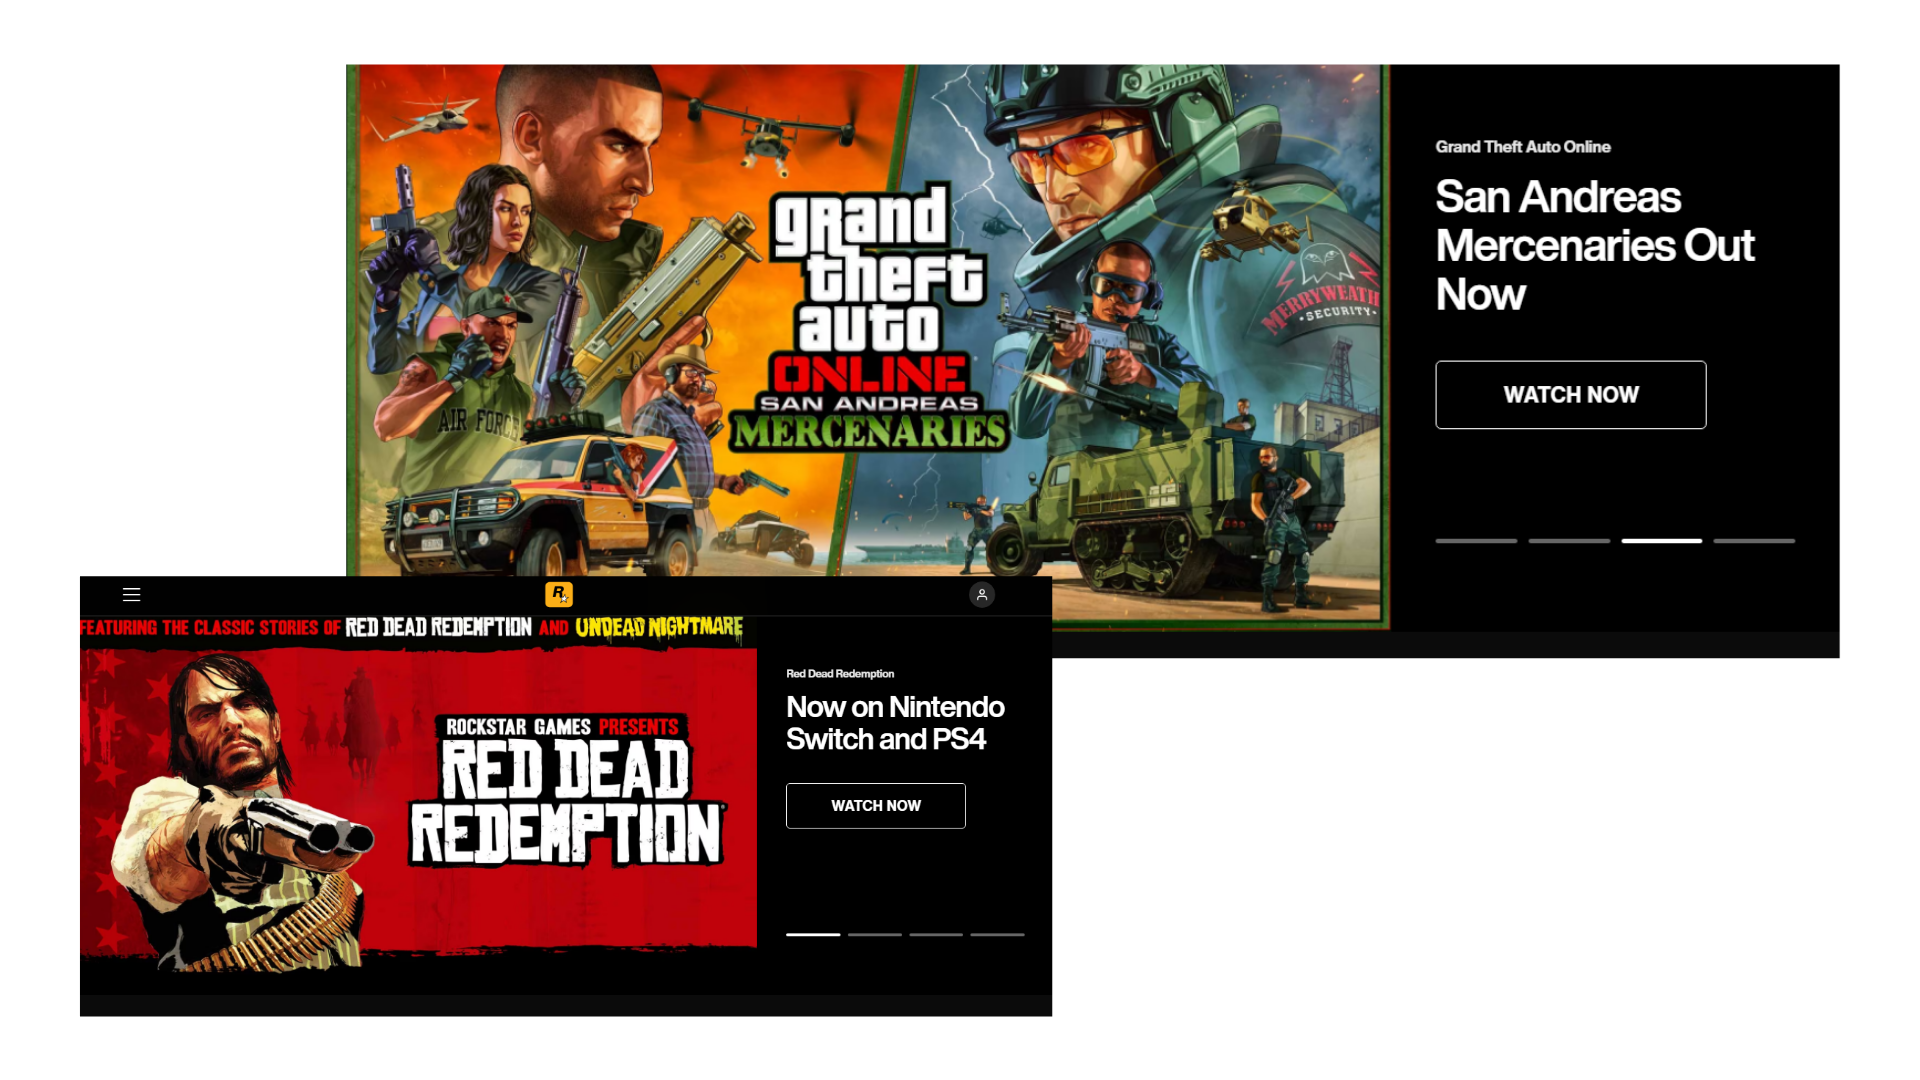 grand
theft
auto
ONLINE
SAN ANDREAS
MERCENARIES
AIR FORCE
MERRYWEATH
•SECURITY•
Grand Theft Auto Online
San Andreas
Mercenaries Out
Now
WATCH NOW
R
FEATURING THE CLASSIC STORIES OF RED DEAD REDEMPTION AND UNDEAD NIGHTMARE
ROCKSTAR GAMES PRESENTS
RED DEAD
REDEMPTION
Red Dead Redemption
Now on Nintendo
Switch and PS4
WATCH NOW